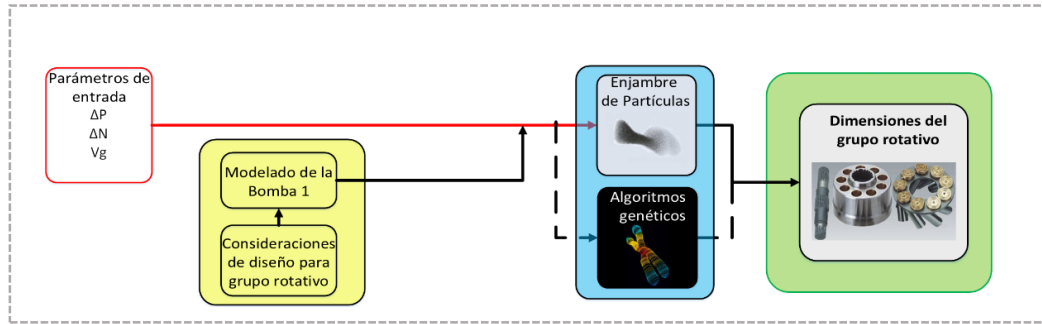 Parámetros de
entrada
ΔP
ΔN
Vg
Modelado de la
Bomba 1
Consideraciones
de diseño para
grupo rotativo
Enjambre
de Partículas
Algoritmos
genéticos
Dimensiones del
grupo rotativo